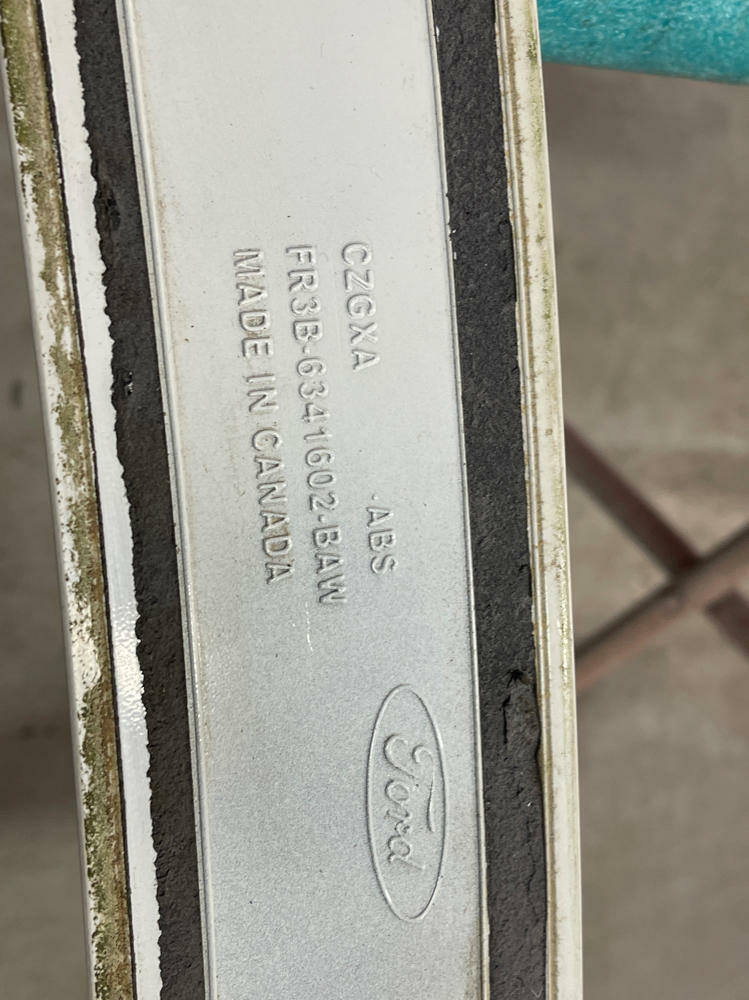 CZGXA ·ABS
FR3B-6341602-BAW
MADE IN CANADA
Ford